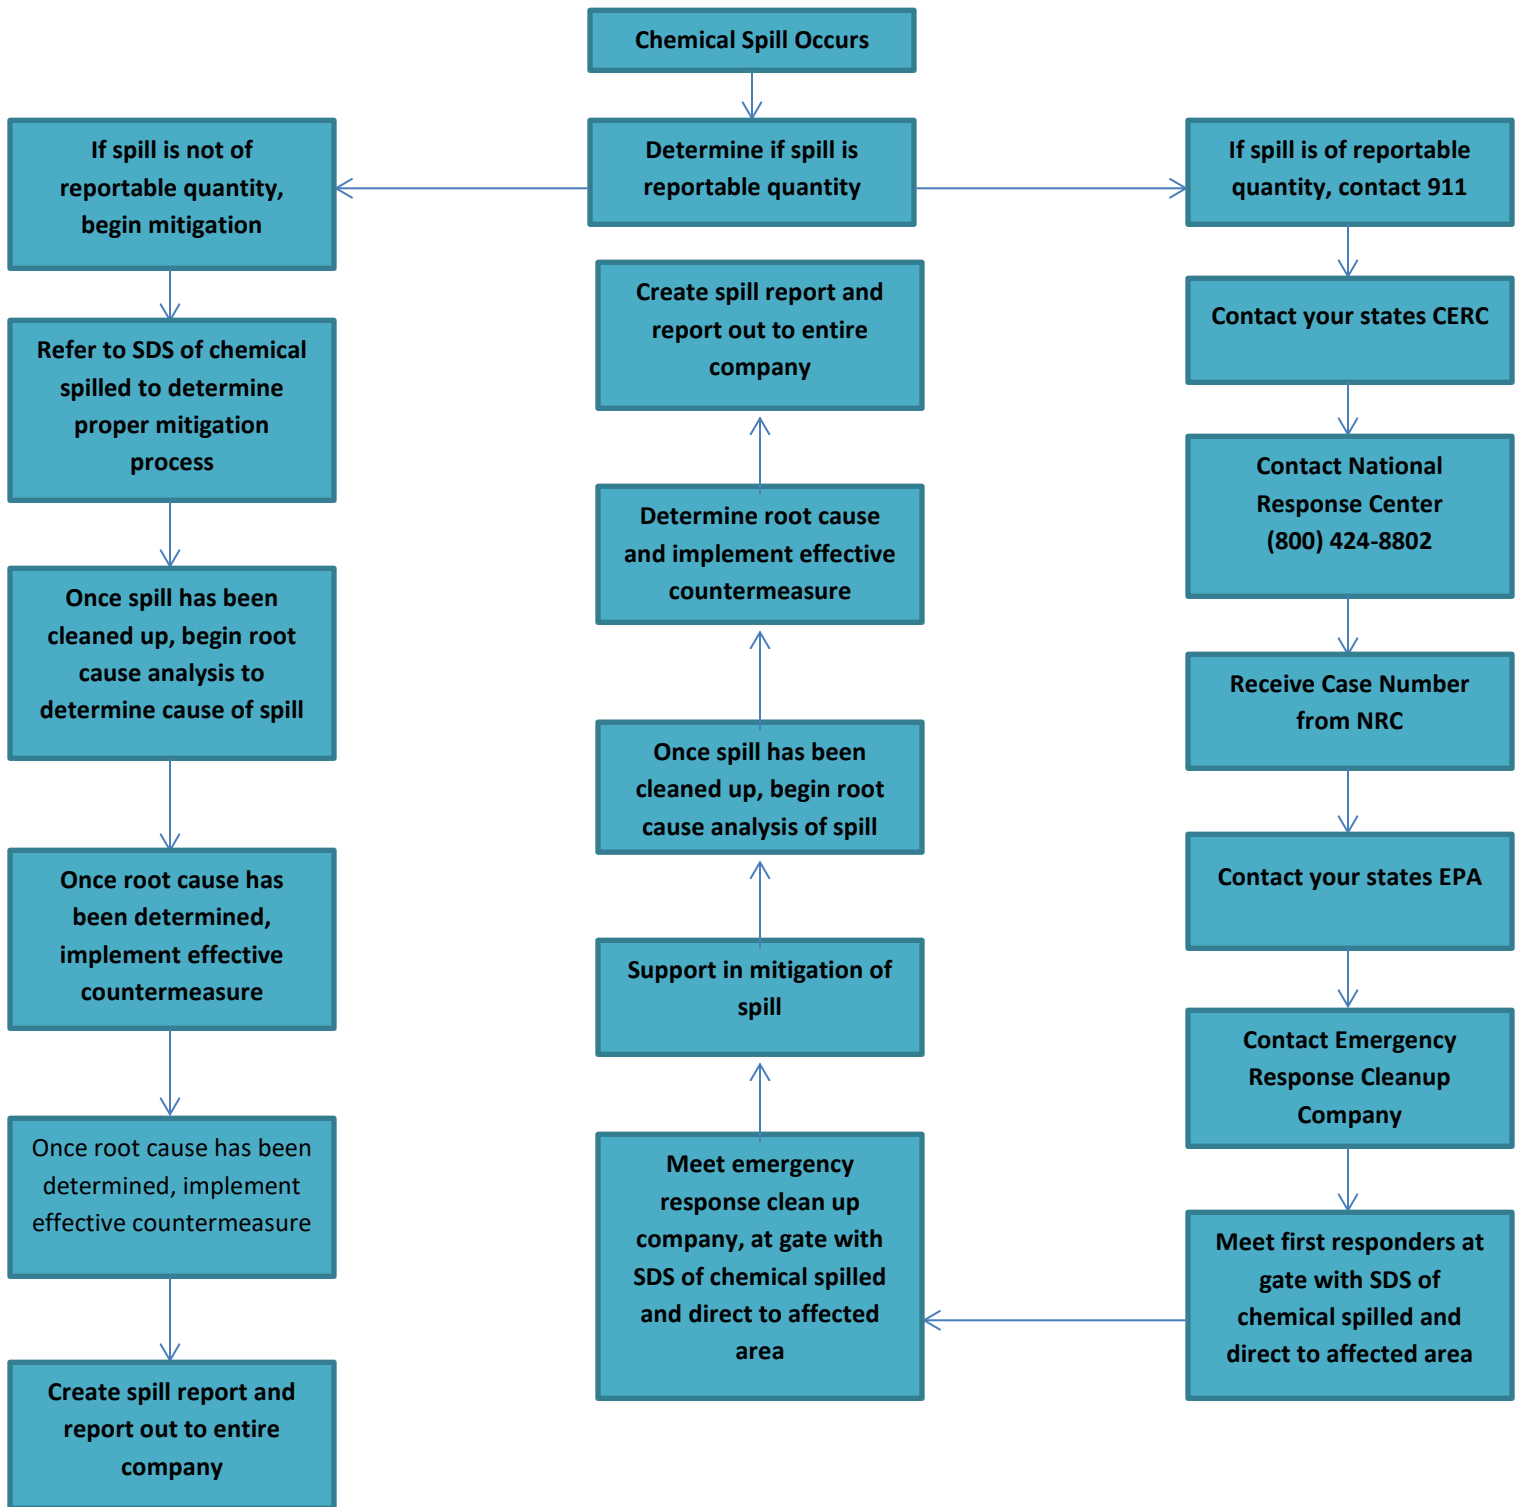 Chemical Spill Occurs
Determine if spill is
reportable quantity
If spill is not of
reportable quantity,
begin mitigation
Refer to SDS of chemical
spilled to determine
proper mitigation
process
Once spill has been
cleaned up, begin root
cause analysis to
determine cause of spill
Once root cause has
been determined,
implement effective
countermeasure
Once root cause has been
determined, implement
effective countermeasure
Create spill report and
report out to entire
company
If spill is of reportable
quantity, contact 911
Contact your states CERC
Contact National
Response Center
(800) 424-8802
Receive Case Number
from NRC
Contact your states EPA
Contact Emergency
Response Cleanup
Company
Meet first responders at
gate with SDS of
chemical spilled and
direct to affected area
Meet emergency
response clean up
company, at gate with
SDS of chemical spilled
and direct to affected
area
Support in mitigation of
spill
Once spill has been
cleaned up, begin root
cause analysis of spill
Determine root cause
and implement effective
countermeasure
Create spill report and
report out to entire
company